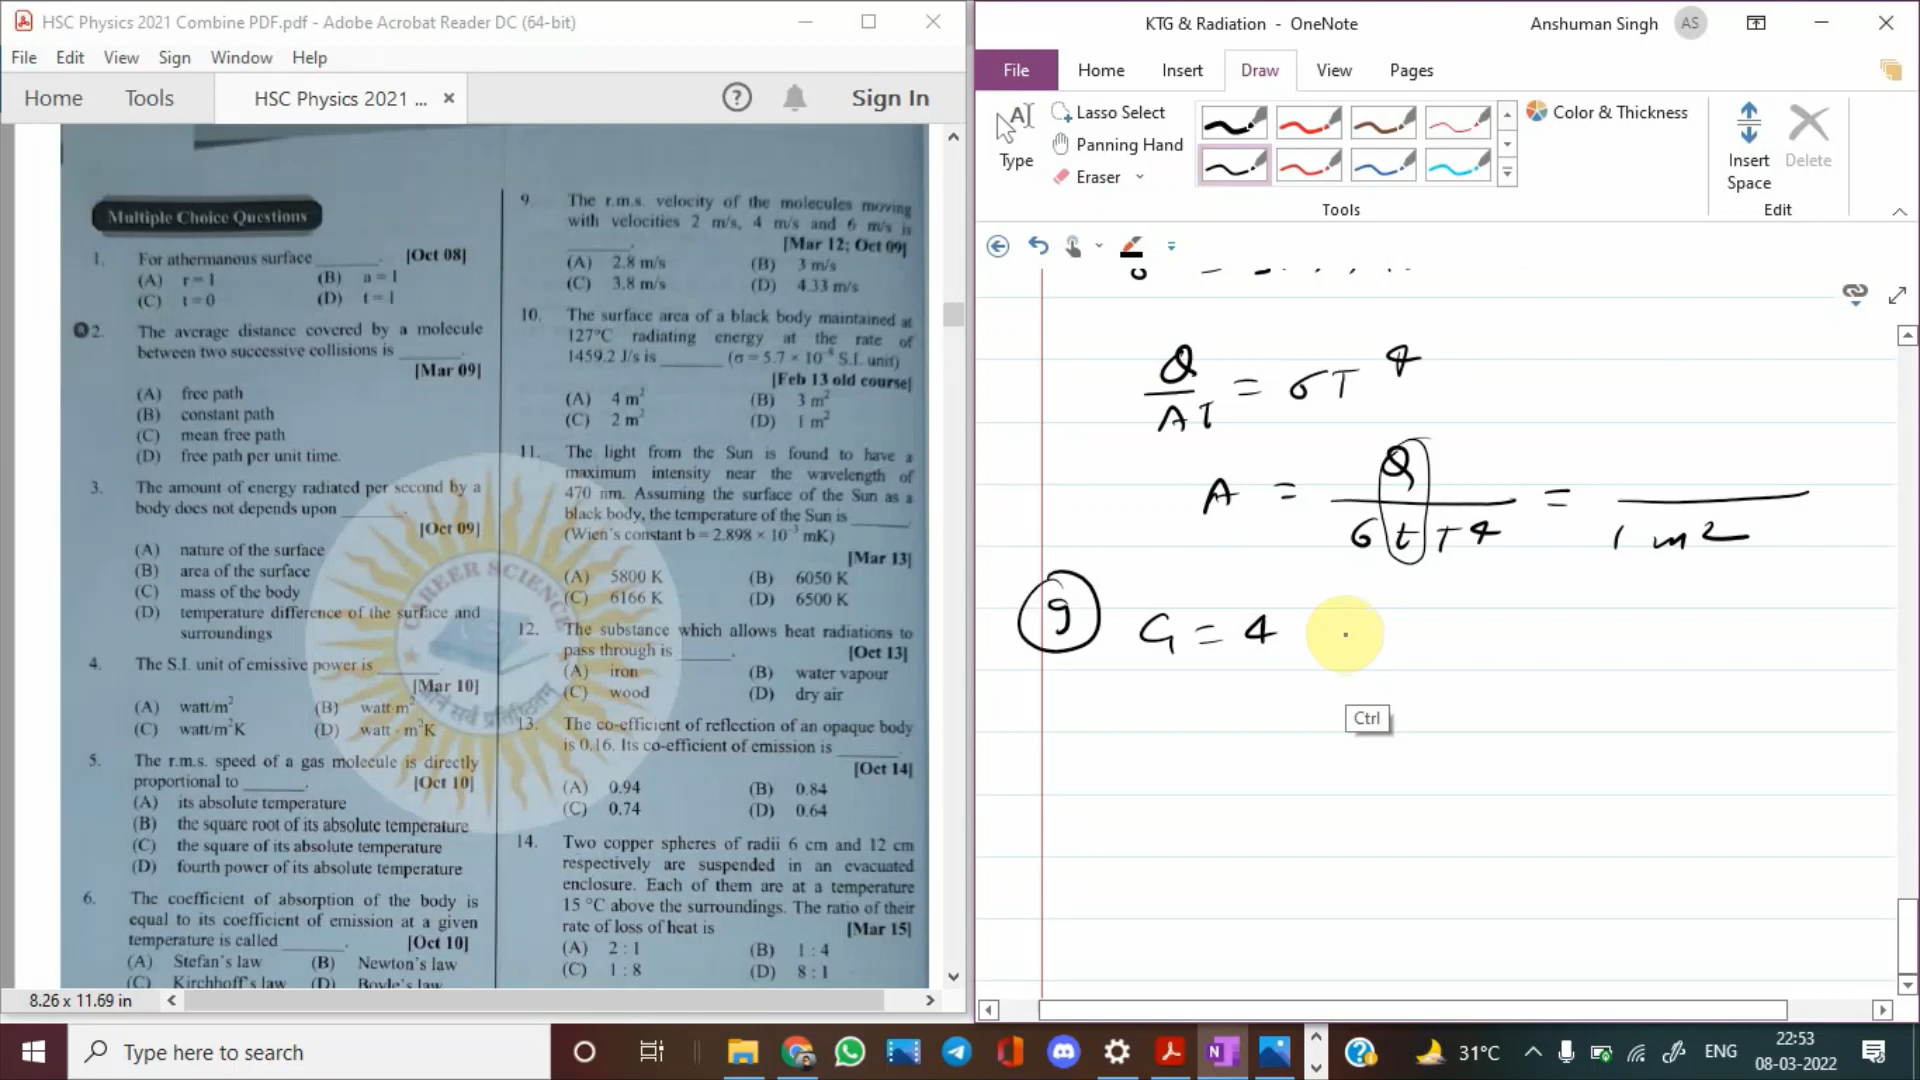 HSC Physics 2021 Combine PDF.pdf - Adobe Acrobat Reader DC (64-bit)
File Edit View Sign Window Help
Home Tools HSC Physics 2021 ... × Sign In
Multiple Choice Questions
1. For athermanous surface ______. [Oct 08]
(A) r = 1 (B) a = 1
(C) t = 0 (D) t = 1
2. The average distance covered by a molecule
between two successive collisions is ______.
[Mar 09]
(A) free path
(B) constant path
(C) mean free path
(D) free path per unit time.
3. The amount of energy radiated per second by a
body does not depends upon ______.
[Oct 09]
(A) nature of the surface
(B) area of the surface
(C) mass of the body
(D) temperature difference of the surface and
surroundings
4. The S.I. unit of emissive power is ______.
[Mar 10]
(A) watt/m² (B) watt·m²
(C) watt/m²K (D) watt - m²K
5. The r.m.s. speed of a gas molecule is directly
proportional to ______. [Oct 10]
(A) its absolute temperature
(B) the square root of its absolute temperature
(C) the square of its absolute temperature
(D) fourth power of its absolute temperature
6. The coefficient of absorption of the body is
equal to its coefficient of emission at a given
temperature is called ______. [Oct 10]
(A) Stefan's law (B) Newton's law
(C) Kirchhoff's law (D) Boyle's law
9. The r.m.s. velocity of the molecules moving
with velocities 2 m/s, 4 m/s and 6 m/s is
______. [Mar 12; Oct 09]
(A) 2.8 m/s (B) 3 m/s
(C) 3.8 m/s (D) 4.33 m/s
10. The surface area of a black body maintained at
127°C radiating energy at the rate of
1459.2 J/s is ______ (σ = 5.7 × 10⁻⁸ S.I. unit)
[Feb 13 old course]
(A) 4 m² (B) 3 m²
(C) 2 m² (D) 1 m²
11. The light from the Sun is found to have a
maximum intensity near the wavelength of
470 nm. Assuming the surface of the Sun as a
black body, the temperature of the Sun is ______.
(Wien's constant b = 2.898 × 10⁻³ mK)
[Mar 13]
(A) 5800 K (B) 6050 K
(C) 6166 K (D) 6500 K
12. The substance which allows heat radiations to
pass through is ______. [Oct 13]
(A) iron (B) water vapour
(C) wood (D) dry air
13. The co-efficient of reflection of an opaque body
is 0.16. Its co-efficient of emission is ______.
[Oct 14]
(A) 0.94 (B) 0.84
(C) 0.74 (D) 0.64
14. Two copper spheres of radii 6 cm and 12 cm
respectively are suspended in an evacuated
enclosure. Each of them are at a temperature
15 °C above the surroundings. The ratio of their
rate of loss of heat is [Mar 15]
(A) 2 : 1 (B) 1 : 4
(C) 1 : 8 (D) 8 : 1
CAREER SCIENCE
8.26 x 11.69 in
KTG & Radiation - OneNote Anshuman Singh AS
File Home Insert Draw View Pages
Type Lasso Select Panning Hand Eraser Color & Thickness Insert Space Delete
Tools Edit
Q/AT = σT⁴
A = Q/σtT⁴ = 
1 m²
9 C = 4
Ctrl
Type here to search
31°C ENG 22:53
08-03-2022